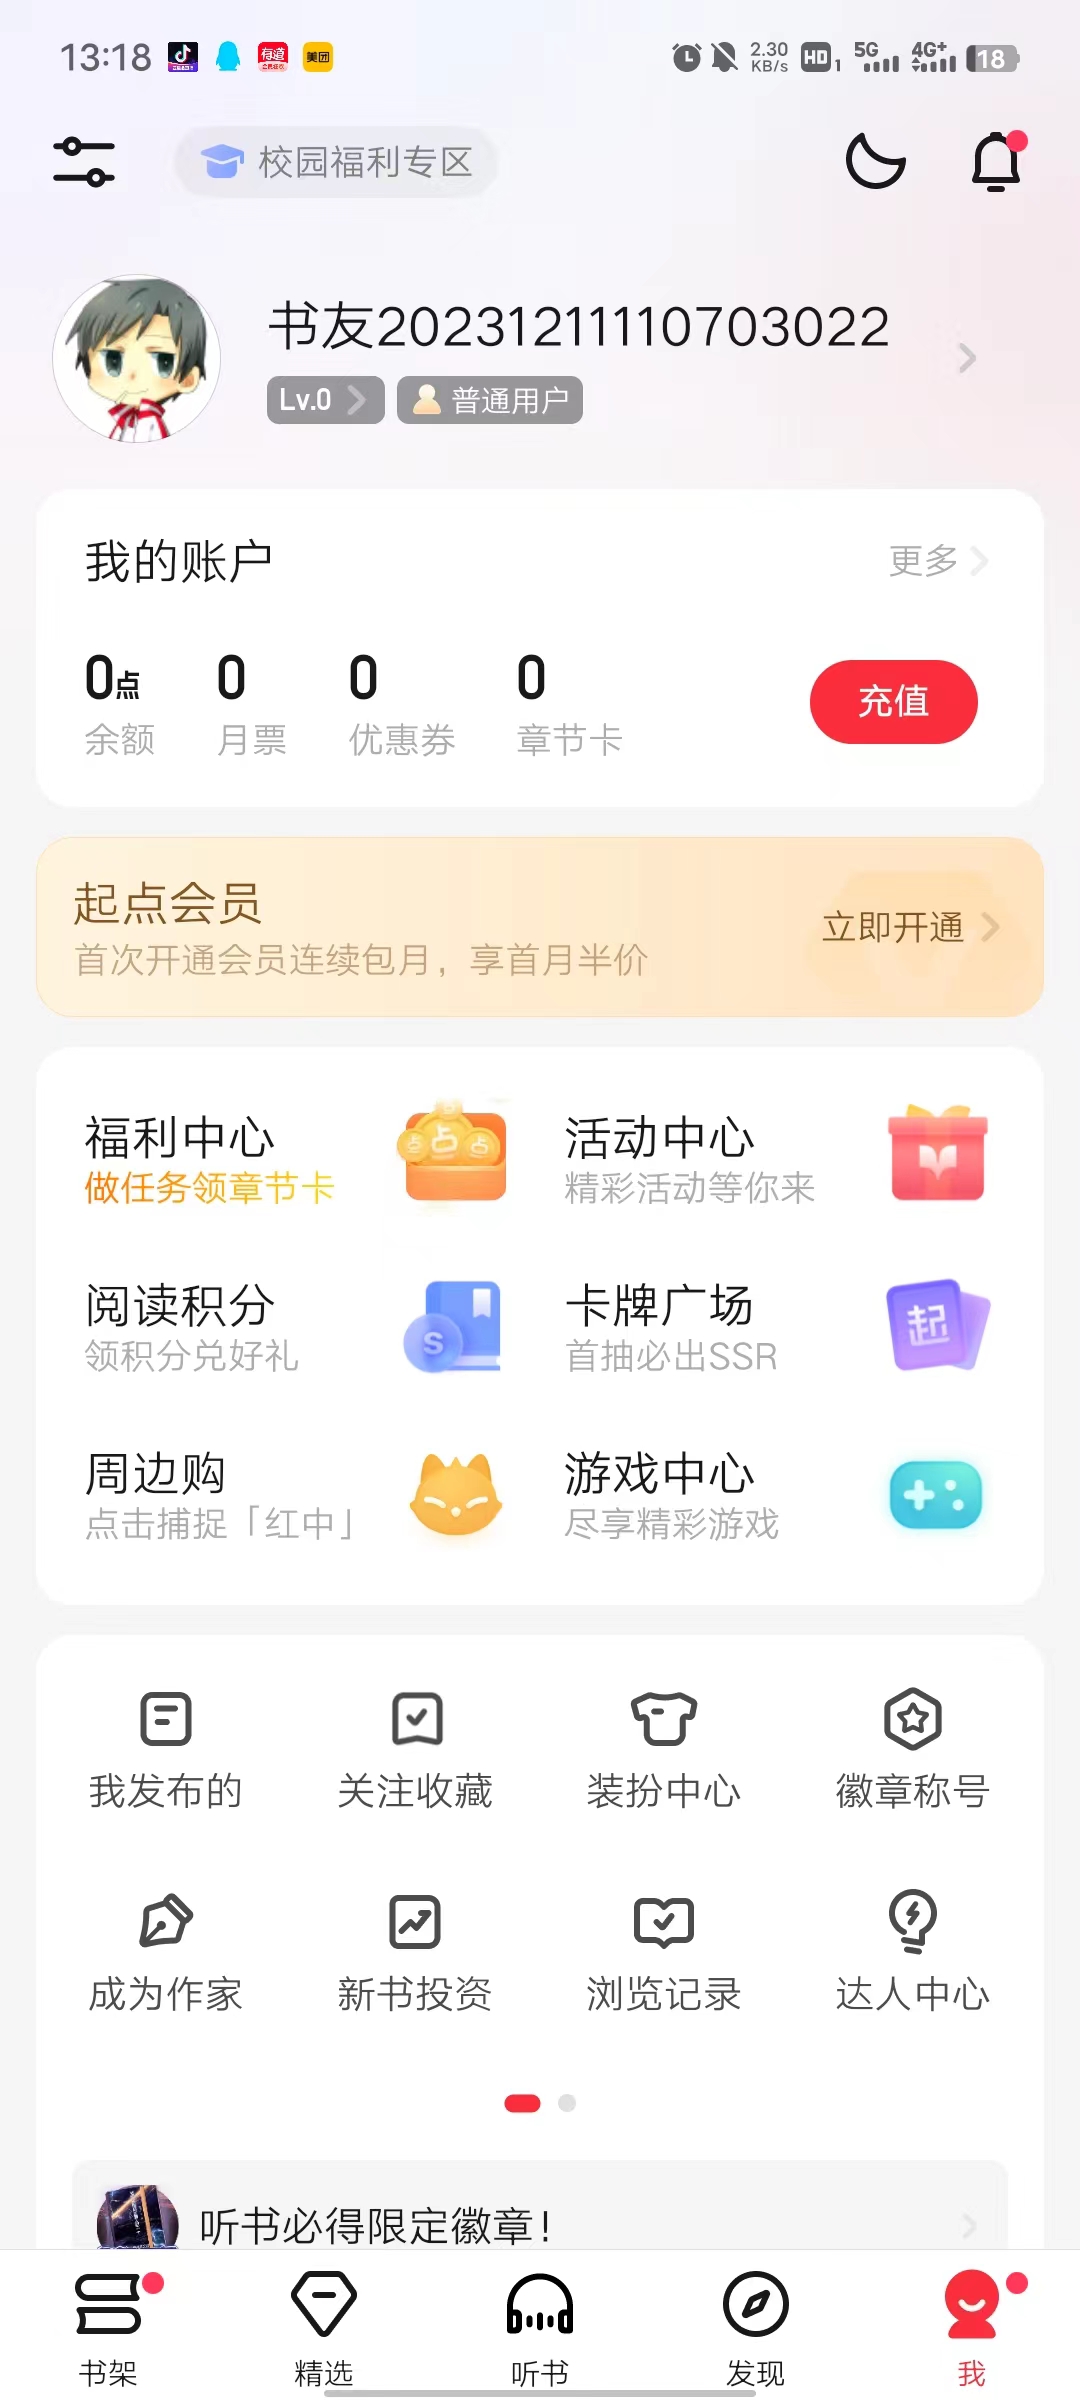 13:18
有道
美团
2.30
KB/s
HD 1
5G
4G+
18
校园福利专区
书友20231211110703022
Lv.0
普通用户
我的账户
更多
0点
0
0
0
余额
月票
优惠券
章节卡
充值
起点会员
首次开通会员连续包月，享首月半价
立即开通
福利中心
做任务领章节卡
活动中心
精彩活动等你来
阅读积分
领积分兑好礼
卡牌广场
首抽必出SSR
起
周边购
点击捕捉「红中」
游戏中心
尽享精彩游戏
我发布的
关注收藏
装扮中心
徽章称号
成为作家
新书投资
浏览记录
达人中心
听书必得限定徽章！
书架
精选
听书
发现
我